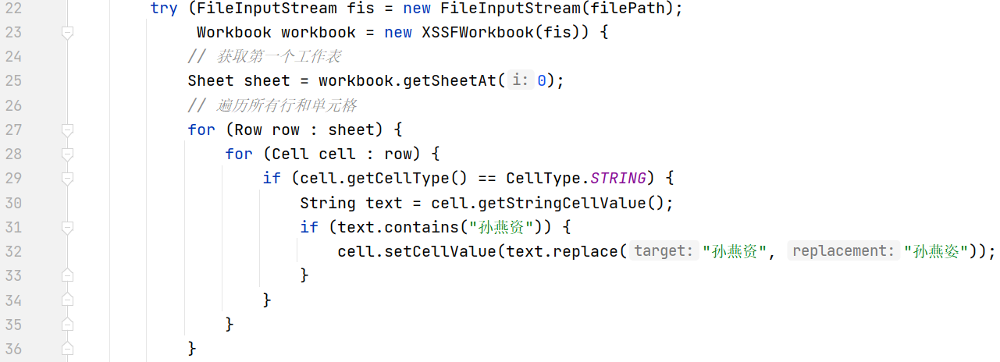 22 try (FileInputStream fis = new FileInputStream(filePath);
23 Workbook workbook = new XSSFWorkbook(fis)) {
24 // 获取第一个工作表
25 Sheet sheet = workbook.getSheetAt( i: 0);
26 // 遍历所有行和单元格
27 for (Row row : sheet) {
28 for (Cell cell : row) {
29 if (cell.getCellType() == CellType.STRING) {
30 String text = cell.getStringCellValue();
31 if (text.contains("孙燕资")) {
32 cell.setCellValue(text.replace( target: "孙燕资", replacement: "孙燕姿"));
33 }
34 }
35 }
36 }